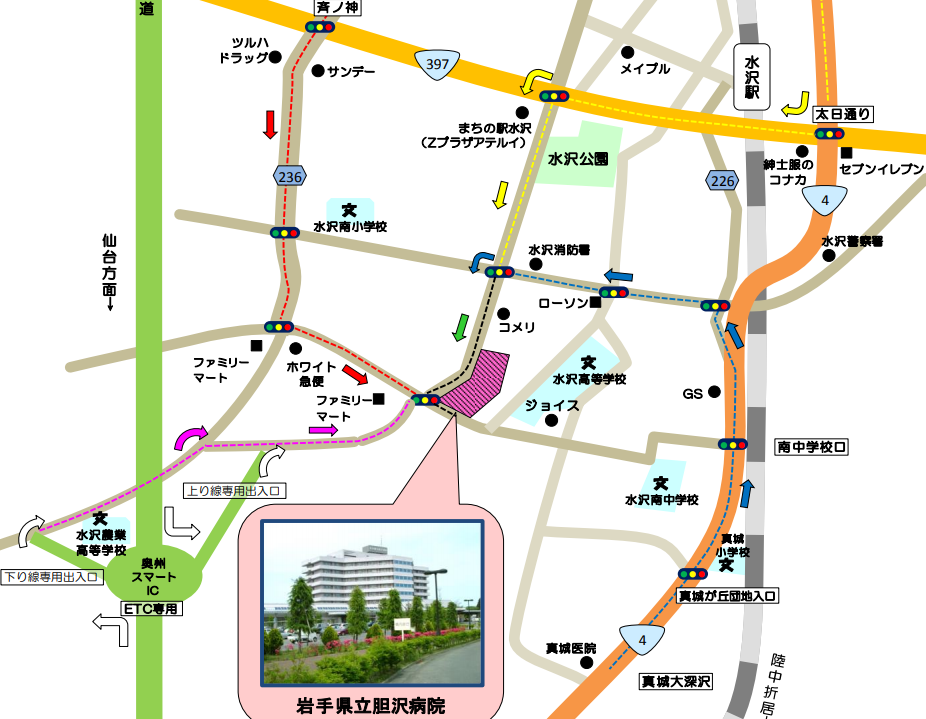 道
斉ノ神
ツルハ
ドラッグ
サンデー
397
メイプル
水沢駅
太日通り
まちの駅水沢
(Zプラザアテルイ)
水沢公園
紳士服の
コナカ
セブンイレブン
236
226
4
水沢南小学校
仙台方面→
水沢消防署
水沢警察署
ローソン
コメリ
ファミリー
マート
ホワイト
急便
ファミリー
マート
水沢高等学校
ジョイス
GS
南中学校口
上り線専用出入口
水沢南中学校
水沢農業
高等学校
奥州
スマート
IC
下り線専用出入口
ETC専用
真城
小学校
真城が丘団地入口
4
真城医院
真城大深沢
陸中折居
岩手県立胆沢病院